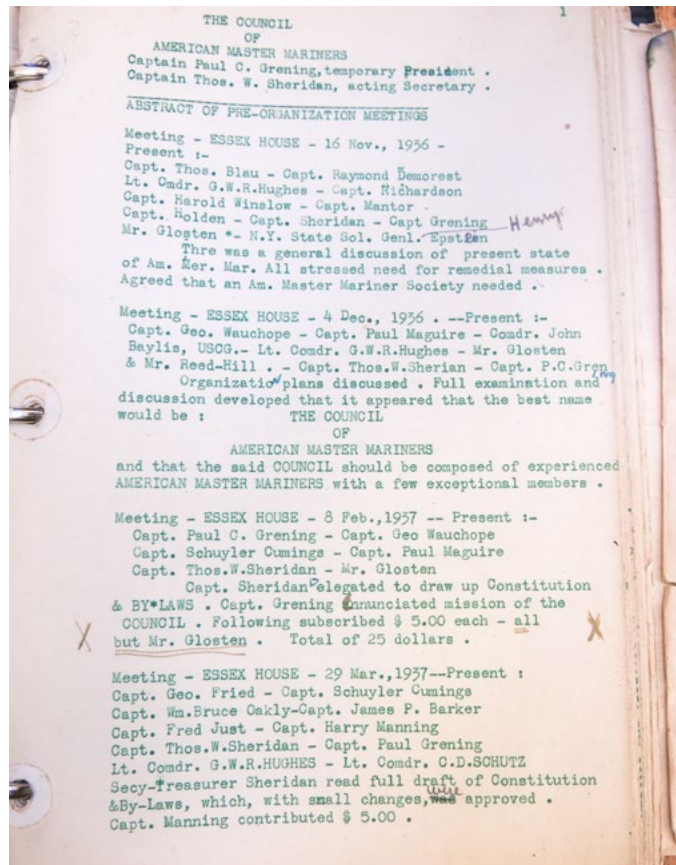 1
THE COUNCIL
OF
AMERICAN MASTER MARINERS
Captain Paul C. Grening,temporary President .
Captain Thos. W. Sheridan, acting Secretary .
ABSTRACT OF PRE-ORGANIZATION MEETINGS
Meeting - ESSEX HOUSE - 16 Nov., 1936 -
Present :-
Capt. Thos. Blau - Capt. Raymond Demorest
Lt. Comdr. G.W.R.Hughes - Capt. Richardson
Capt. Harold Winslow - Capt. Mantor .
Capt. Holden - Capt. Sheridan - Capt Grening Henry
Mr. Glosten *- N.Y. State Sol. Genl. Epstein
Thre was a general discussion of present state
of Am. Mer. Mar. All stressed need for remedial measures .
Agreed that an Am. Master Mariner Society needed .
Meeting - ESSEX HOUSE - 4 Dec., 1936 . --Present :-
Capt. Geo. Wauchope - Capt. Paul Maguire - Comdr. John
Baylis, USCG.- Lt. Comdr. G.W.R.Hughes - Mr. Glosten
& Mr. Reed-Hill . - Capt. Thos.W.Sherian - Capt. P.C.Grening
Organization plans discussed . Full examination and
discussion developed that it appeared that the best name
would be : THE COUNCIL
OF
AMERICAN MASTER MARINERS
and that the said COUNCIL should be composed of experienced
AMERICAN MASTER MARINERS with a few exceptional members .
Meeting - ESSEX HOUSE - 8 Feb.,1937 -- Present :-
Capt. Paul C. Grening - Capt. Geo Wauchope
Capt. Schuyler Cumings - Capt. Paul Maguire
Capt. Thos.W.Sheridan - Mr. Glosten
Capt. Sheridan delegated to draw up Constitution
& BY*LAWS . Capt. Grening ennunciated mission of the
COUNCIL . Following subscribed $ 5.00 each - all
X but Mr. Glosten . Total of 25 dollars . X
Meeting - ESSEX HOUSE - 29 Mar.,1937--Present :
Capt. Geo. Fried - Capt. Schuyler Cumings
Capt. Wm.Bruce Oakly-Capt. James P. Barker
Capt. Fred Just - Capt. Harry Manning
Capt. Thos.W.Sheridan - Capt. Paul Grening
Lt. Comdr. G.W.R.HUGHES - Lt. Comdr. C.D.SCHUTZ
Secy-Treasurer Sheridan read full draft of Constitution
&By-Laws, which, with small changes,was were approved .
Capt. Manning contributed $ 5.00 .